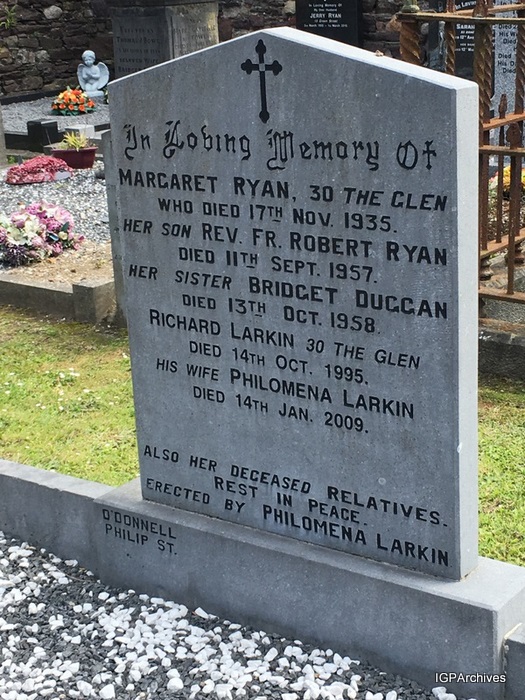 In Loving Memory Of
MARGARET RYAN, 30 THE GLEN
WHO DIED 17TH NOV. 1935.
HER SON REV. FR. ROBERT RYAN
DIED 11TH SEPT. 1957.
HER SISTER BRIDGET DUGGAN
DIED 13TH OCT. 1958.
RICHARD LARKIN 30 THE GLEN
DIED 14TH OCT. 1995.
HIS WIFE PHILOMENA LARKIN
DIED 14TH JAN. 2009.
ALSO HER DECEASED RELATIVES.
REST IN PEACE.
ERECTED BY PHILOMENA LARKIN
O'DONNELL
PHILIP ST.
JERRY RYAN
IGPArchives